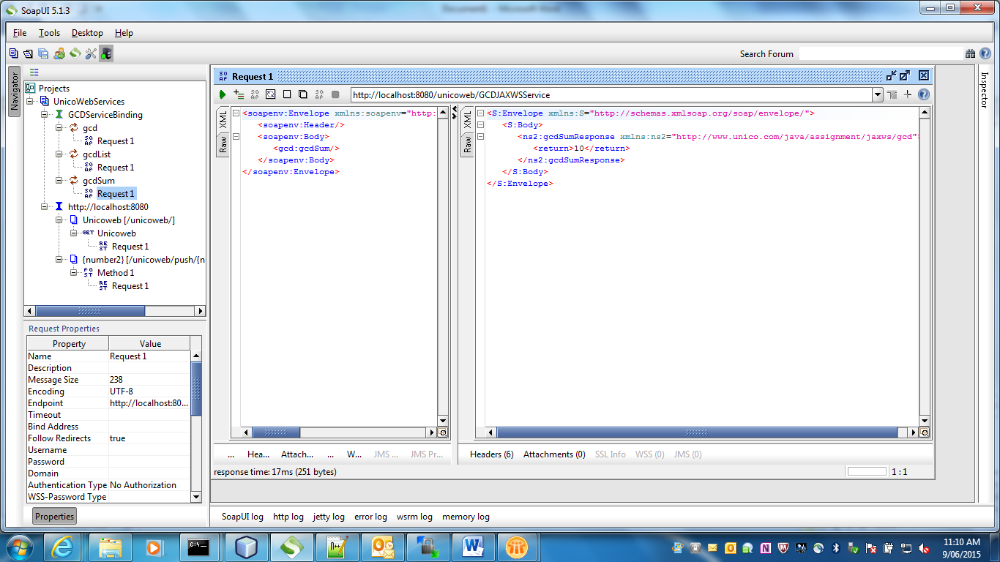 SoapUI 5.1.3
Document1 - Microsoft Word
File Tools Desktop Help
Search Forum
Navigator
Projects
UnicoWebServices
GCDServiceBinding
gcd
Request 1
gcdList
Request 1
gcdSum
Request 1
http://localhost:8080
Unicoweb [/unicoweb/]
GET Unicoweb
REST Request 1
{number2} [/unicoweb/push/{n
POST Method 1
REST Request 1
Request Properties
Property Value
Name Request 1
Description
Message Size 238
Encoding UTF-8
Endpoint http://localhost:80...
Timeout
Bind Address
Follow Redirects true
Username
Password
Domain
Authentication Type No Authorization
WSS-Password Type
Properties
SOAP Request 1
http://localhost:8080/unicoweb/GCDJAXWSService
XML
Raw
<soapenv:Envelope xmlns:soapenv="http:
<soapenv:Header/>
<soapenv:Body>
<gcd:gcdSum/>
</soapenv:Body>
</soapenv:Envelope>
XML
Raw
<S:Envelope xmlns:S="http://schemas.xmlsoap.org/soap/envelope/">
<S:Body>
<ns2:gcdSumResponse xmlns:ns2="http://www.unico.com/java/assignment/jaxws/gcd">
<return>10</return>
</ns2:gcdSumResponse>
</S:Body>
</S:Envelope>
... Hea... Attach... ... W... JMS ... JMS Pr...
Headers (6) Attachments (0) SSL Info WSS (0) JMS (0)
response time: 17ms (251 bytes)
1 : 1
Inspector
SoapUI log http log jetty log error log wsrm log memory log
11:10 AM
9/06/2015